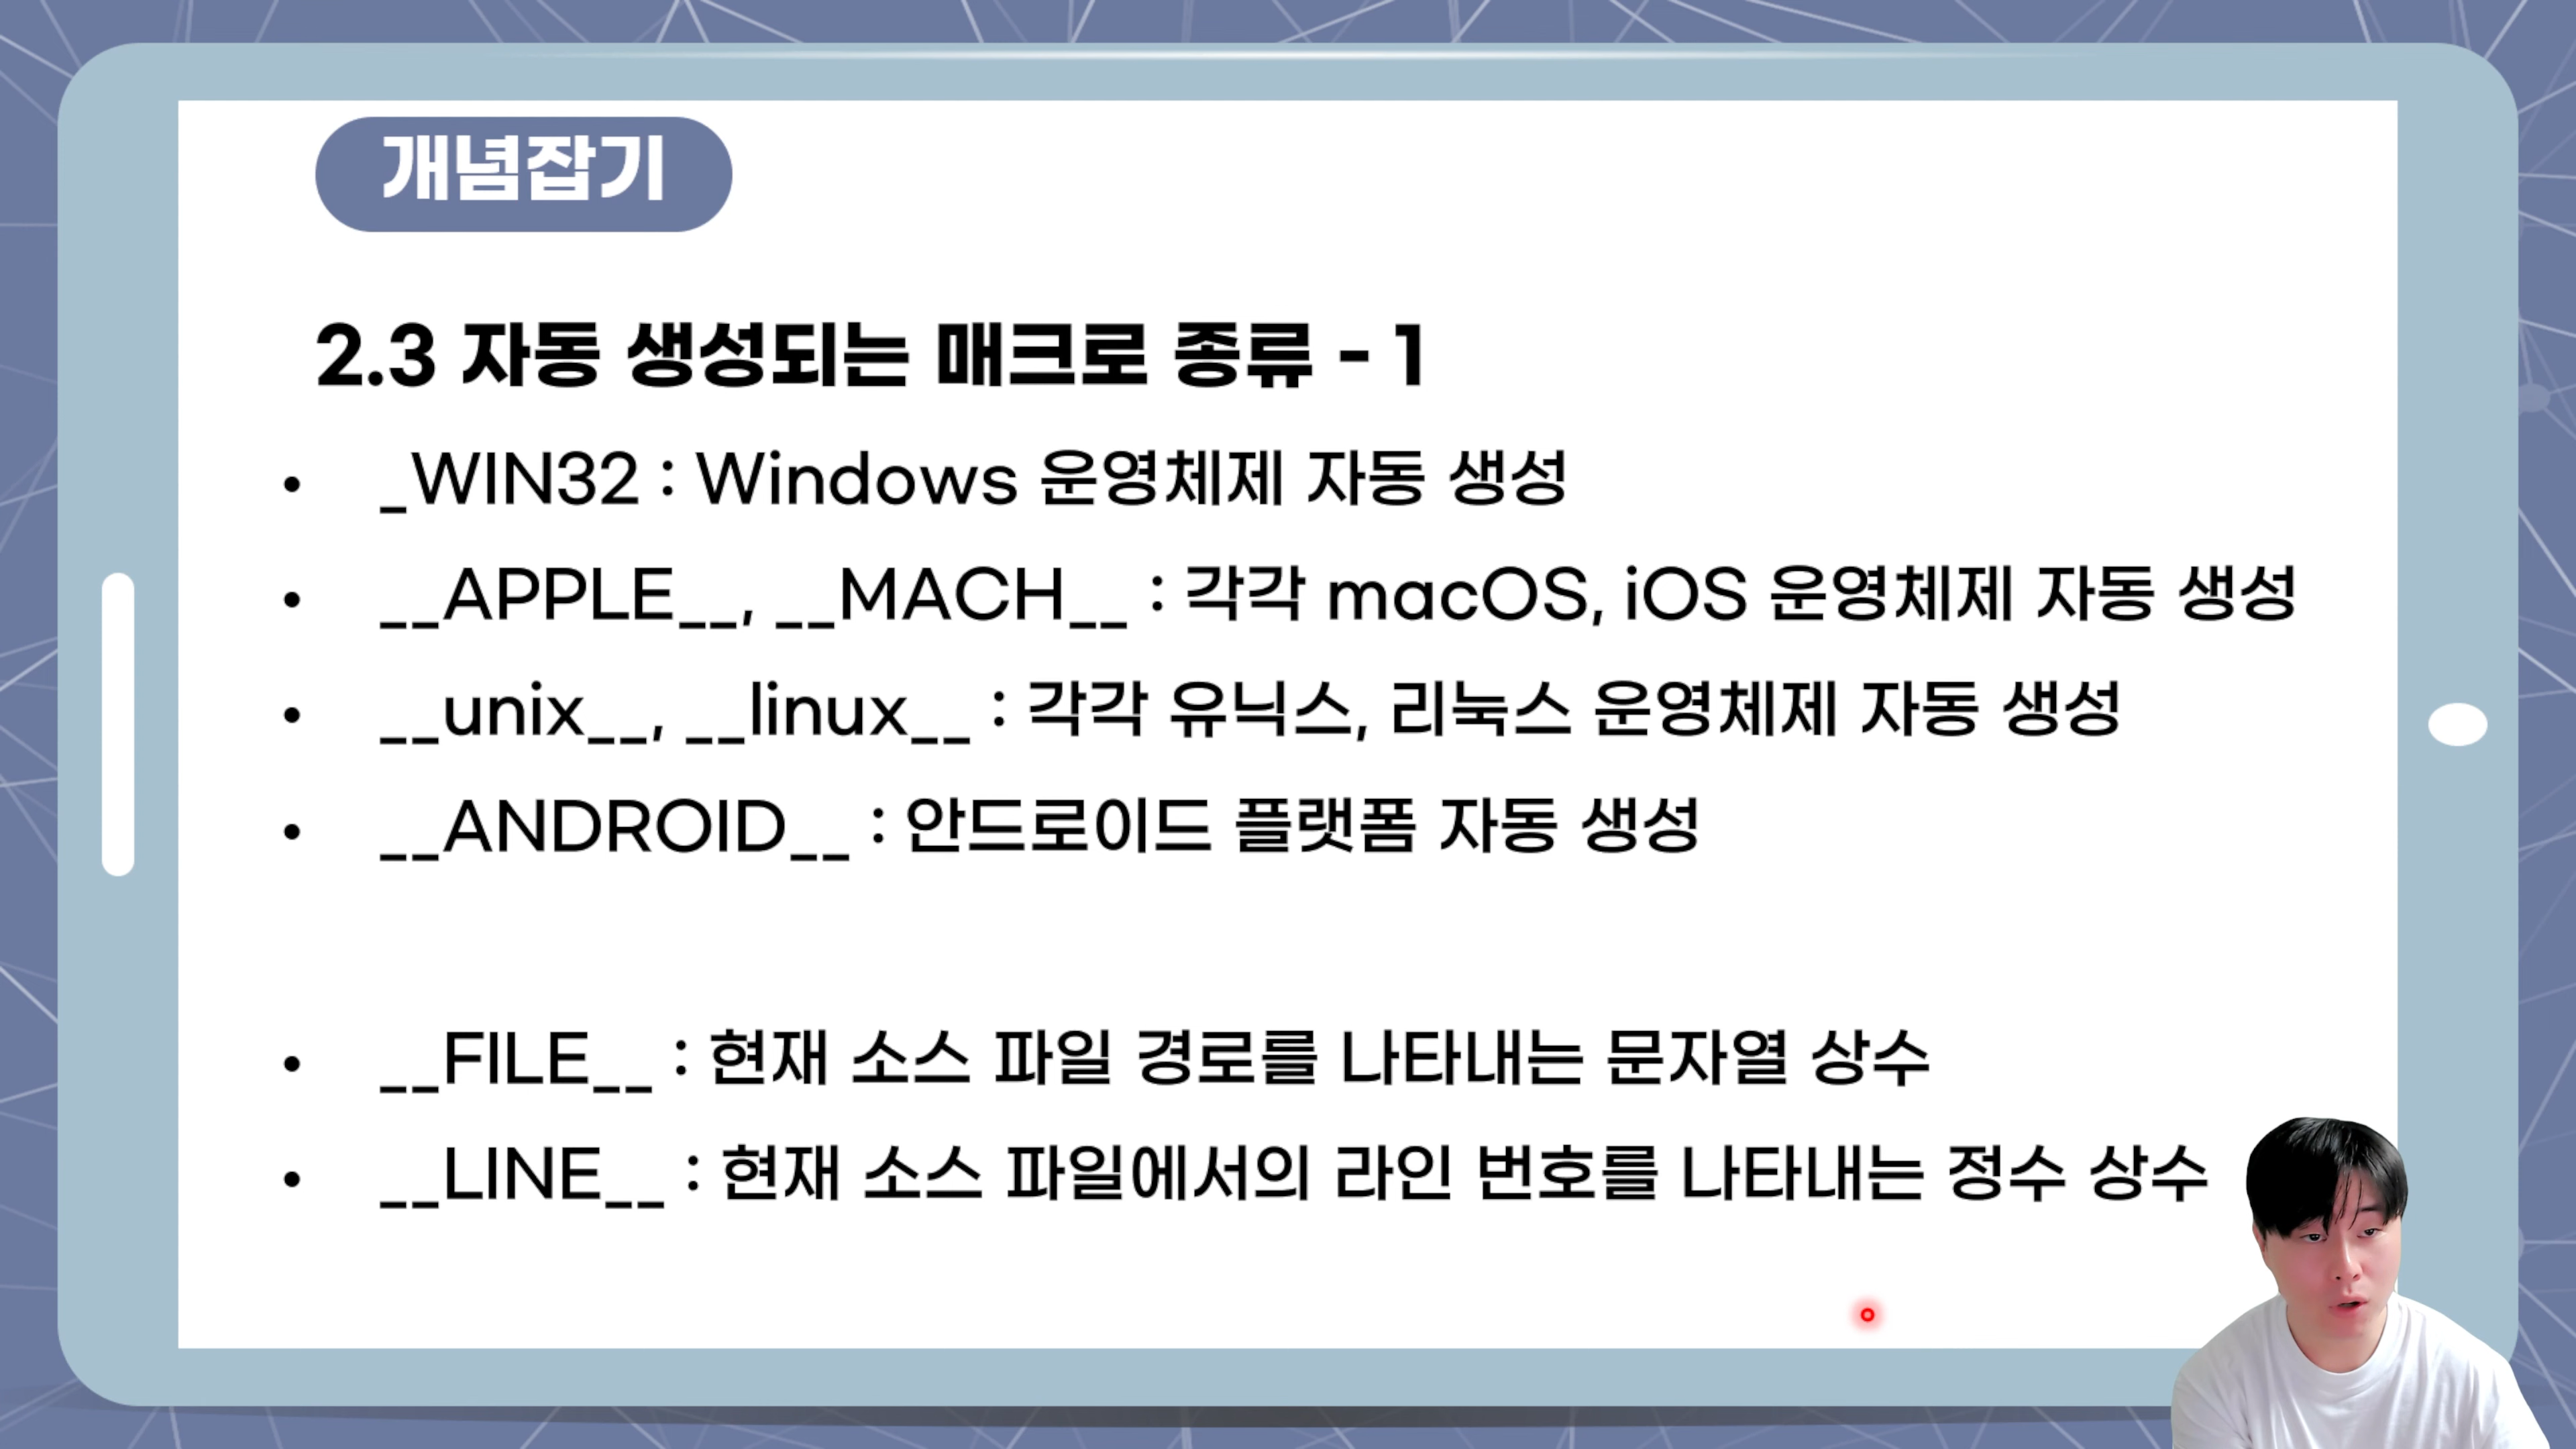 개념잡기
2.3 자동 생성되는 매크로 종류 - 1
• _WIN32 : Windows 운영체제 자동 생성
• __APPLE__, __MACH__ : 각각 macOS, iOS 운영체제 자동 생성
• __unix__, __linux__ : 각각 유닉스, 리눅스 운영체제 자동 생성
• __ANDROID__ : 안드로이드 플랫폼 자동 생성
• __FILE__ : 현재 소스 파일 경로를 나타내는 문자열 상수
• __LINE__ : 현재 소스 파일에서의 라인 번호를 나타내는 정수 상수